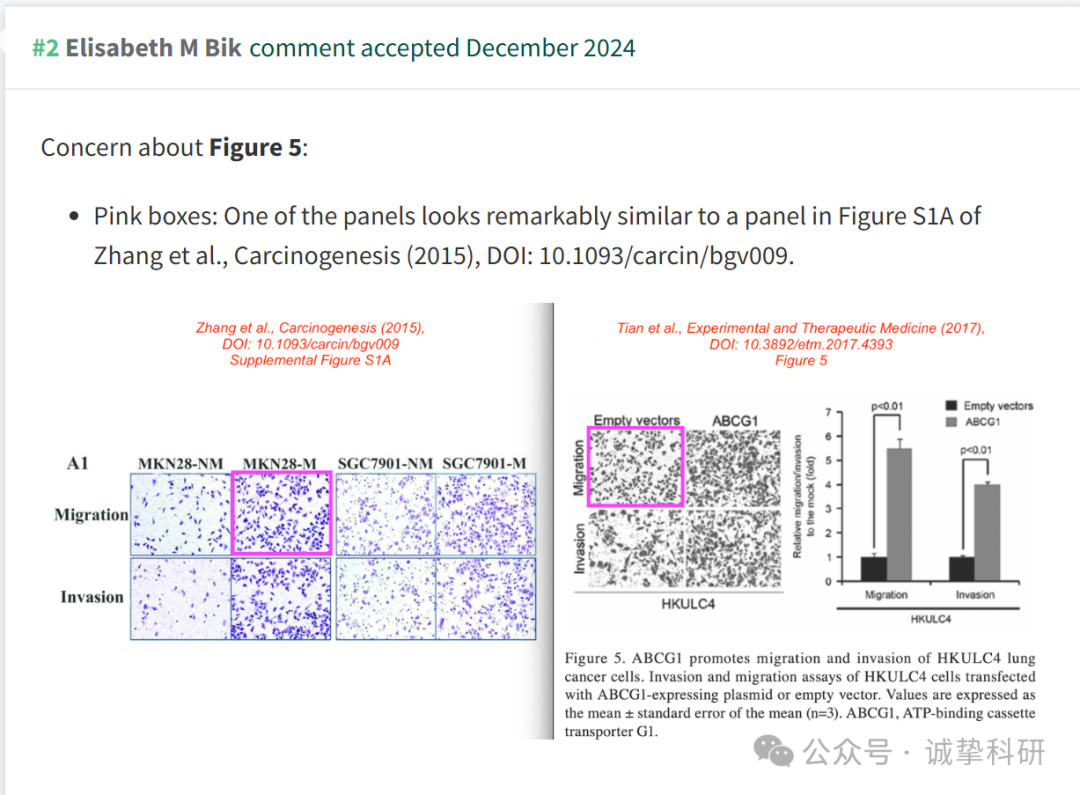 #2 Elisabeth M Bik comment accepted December 2024
Concern about Figure 5:
• Pink boxes: One of the panels looks remarkably similar to a panel in Figure S1A of
Zhang et al., Carcinogenesis (2015), DOI: 10.1093/carcin/bgv009.
Zhang et al., Carcinogenesis (2015),
DOI: 10.1093/carcin/bgv009
Supplemental Figure S1A
A1
MKN28-NM MKN28-M SGC7901-NM SGC7901-M
Migration
Invasion
Tian et al., Experimental and Therapeutic Medicine (2017),
DOI: 10.3892/etm.2017.4393
Figure 5
Empty vectors ABCG1
Migration
Invasion
HKULC4
Relative migration/invasion
to the mock (fold)
7
6
5
4
3
2
1
0
p<0.01
p<0.01
Empty vectors
ABCG1
Migration Invasion
HKULC4
Figure 5. ABCG1 promotes migration and invasion of HKULC4 lung
cancer cells. Invasion and migration assays of HKULC4 cells transfected
with ABCG1-expressing plasmid or empty vector. Values are expressed as
the mean ± standard error of the mean (n=3). ABCG1, ATP-binding cassette
transporter G1.
公众号 · 诚挚科研